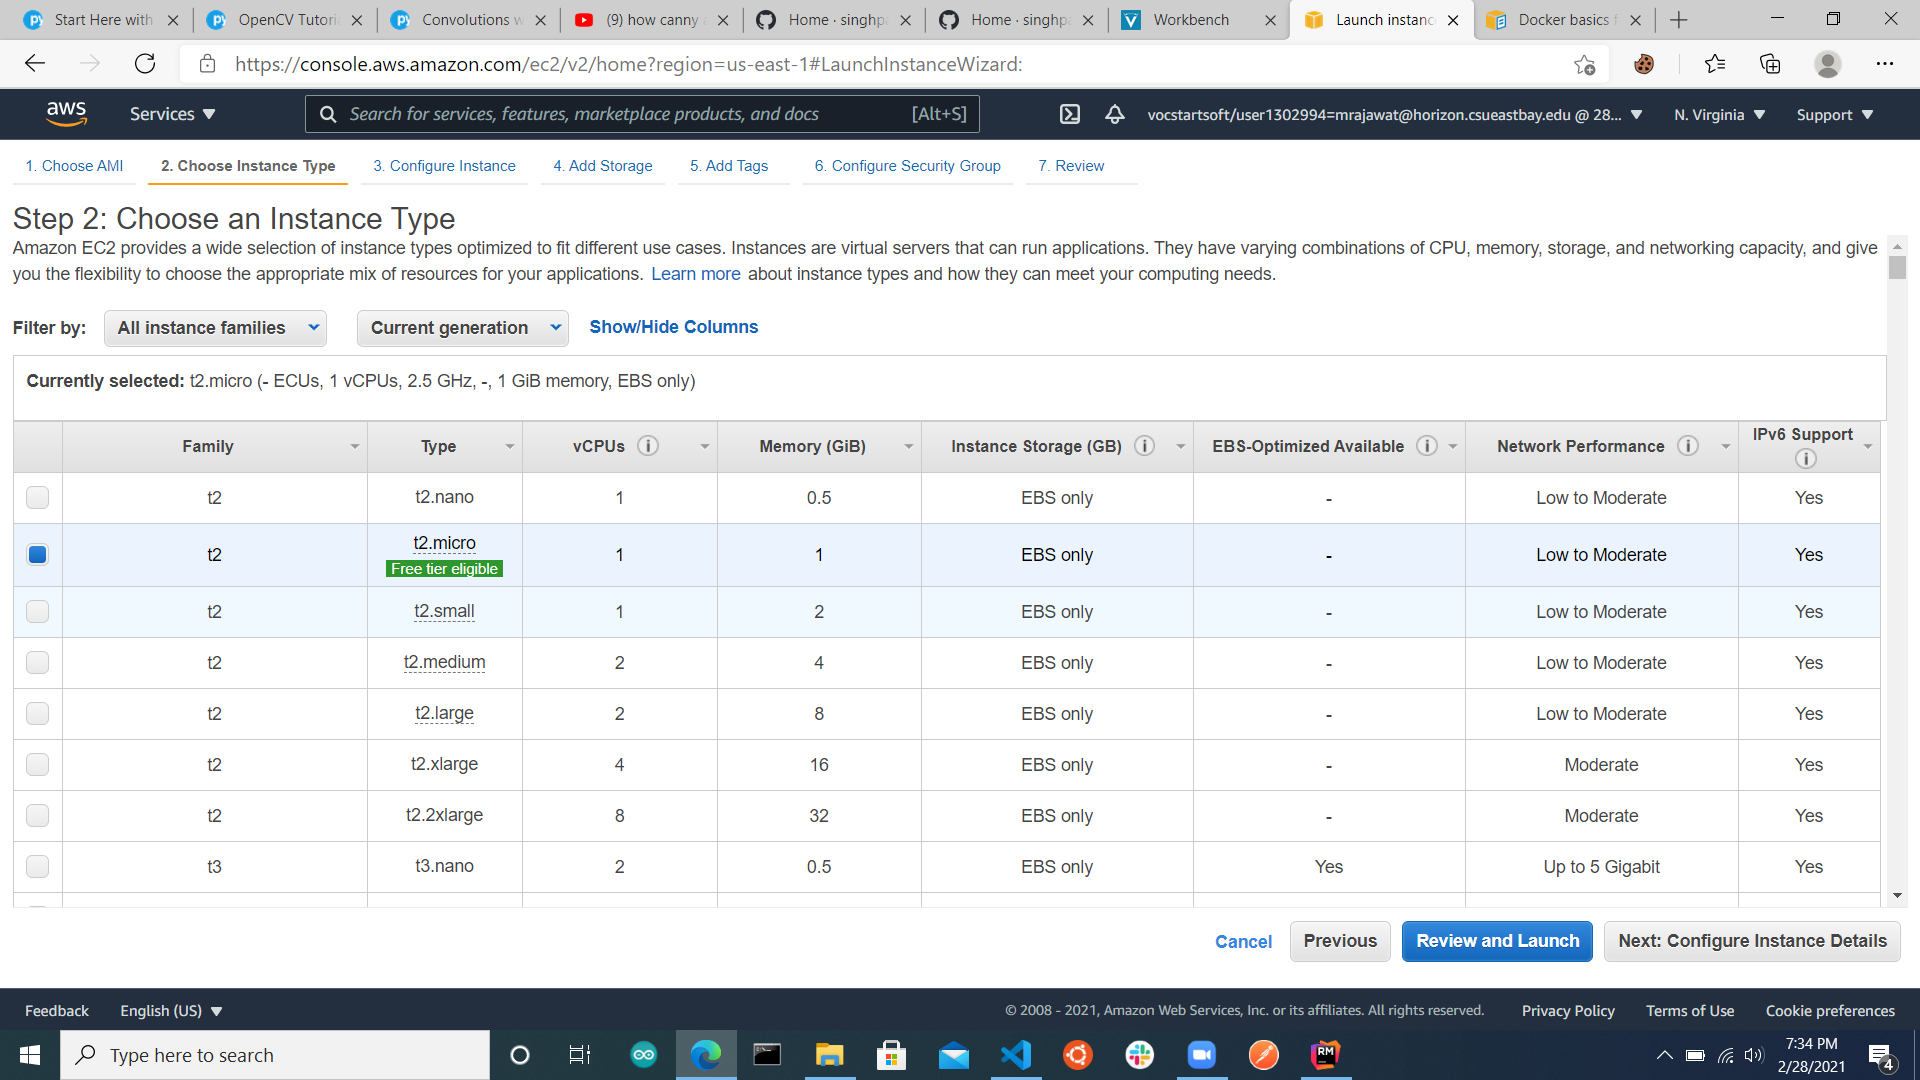 Start Here with
OpenCV Tutori
Convolutions w
(9) how canny
Home · singhp
Home · singhp
Workbench
Launch instanc
Docker basics
https://console.aws.amazon.com/ec2/v2/home?region=us-east-1#LaunchInstanceWizard:
aws
Services
Search for services, features, marketplace products, and docs [Alt+S]
vocstartsoft/user1302994=mrajawat@horizon.csueastbay.edu @ 28...
N. Virginia
Support
1. Choose AMI
2. Choose Instance Type
3. Configure Instance
4. Add Storage
5. Add Tags
6. Configure Security Group
7. Review
Step 2: Choose an Instance Type
Amazon EC2 provides a wide selection of instance types optimized to fit different use cases. Instances are virtual servers that can run applications. They have varying combinations of CPU, memory, storage, and networking capacity, and give
you the flexibility to choose the appropriate mix of resources for your applications. Learn more about instance types and how they can meet your computing needs.
Filter by: All instance families Current generation Show/Hide Columns
Currently selected: t2.micro (- ECUs, 1 vCPUs, 2.5 GHz, -, 1 GiB memory, EBS only)
Family Type vCPUs Memory (GiB) Instance Storage (GB) EBS-Optimized Available Network Performance IPv6 Support
t2 t2.nano 1 0.5 EBS only - Low to Moderate Yes
t2 t2.micro 1 1 EBS only - Low to Moderate Yes
Free tier eligible
t2 t2.small 1 2 EBS only - Low to Moderate Yes
t2 t2.medium 2 4 EBS only - Low to Moderate Yes
t2 t2.large 2 8 EBS only - Low to Moderate Yes
t2 t2.xlarge 4 16 EBS only - Moderate Yes
t2 t2.2xlarge 8 32 EBS only - Moderate Yes
t3 t3.nano 2 0.5 EBS only Yes Up to 5 Gigabit Yes
Cancel Previous Review and Launch Next: Configure Instance Details
Feedback English (US) © 2008 - 2021, Amazon Web Services, Inc. or its affiliates. All rights reserved. Privacy Policy Terms of Use Cookie preferences
Type here to search
RM
7:34 PM
2/28/2021
4